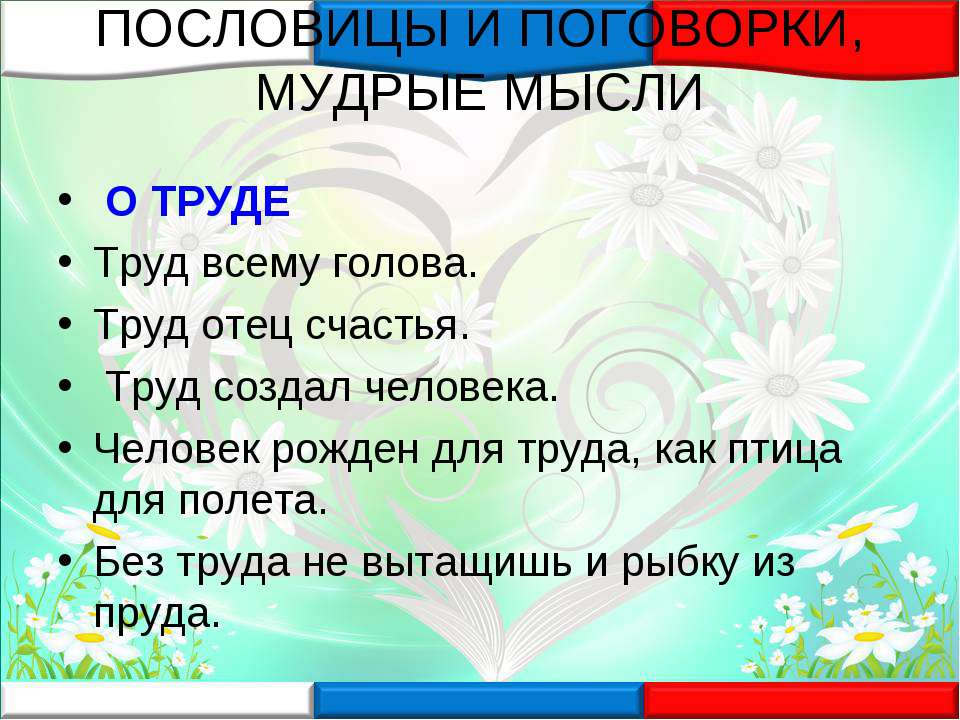 ПОСЛОВИЦЫ И ПОГОВОРКИ,
МУДРЫЕ МЫСЛИ
• О ТРУДЕ
• Труд всему голова.
• Труд отец счастья.
• Труд создал человека.
• Человек рожден для труда, как птица
для полета.
• Без труда не вытащишь и рыбку из
пруда.